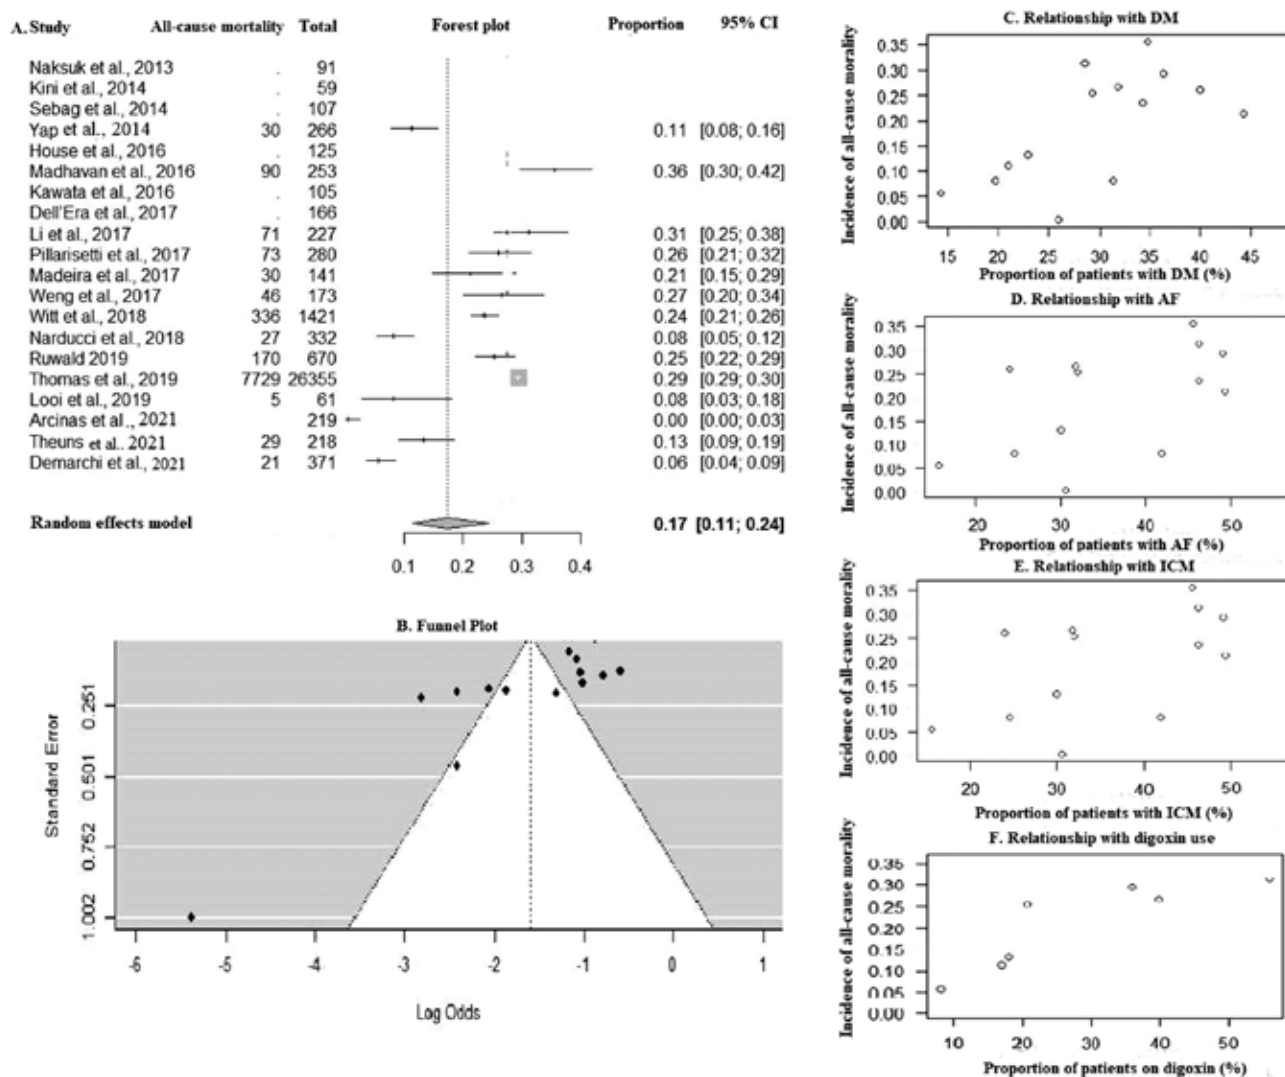 A. Study All-cause mortality Total Forest plot Proportion 95% CI
Naksuk et al., 2013 . 91
Kini et al., 2014 . 59
Sebag et al., 2014 . 107
Yap et al., 2014 30 266 0.11 [0.08; 0.16]
House et al., 2016 . 125
Madhavan et al., 2016 90 253 0.36 [0.30; 0.42]
Kawata et al., 2016 . 105
Dell'Era et al., 2017 . 166
Li et al., 2017 71 227 0.31 [0.25; 0.38]
Pillarisetti et al., 2017 73 280 0.26 [0.21; 0.32]
Madeira et al., 2017 30 141 0.21 [0.15; 0.29]
Weng et al., 2017 46 173 0.27 [0.20; 0.34]
Witt et al., 2018 336 1421 0.24 [0.21; 0.26]
Narducci et al., 2018 27 332 0.08 [0.05; 0.12]
Ruwald 2019 170 670 0.25 [0.22; 0.29]
Thomas et al., 2019 7729 26355 0.29 [0.29; 0.30]
Looi et al., 2019 5 61 0.08 [0.03; 0.18]
Arcinas et al., 2021 219 0.00 [0.00; 0.03]
Theuns et al.. 2021 29 218 0.13 [0.09; 0.19]
Demarchi et al., 2021 21 371 0.06 [0.04; 0.09]
Random effects model 0.17 [0.11; 0.24]
0.1 0.2 0.3 0.4
B. Funnel Plot
Standard Error
0.251
0.501
0.752
1.002
-6 -5 -4 -3 -2 -1 0 1
Log Odds
C. Relationship with DM
Incidence of all-cause morality
0.35
0.30
0.25
0.20
0.15
0.10
0.05
0.00
15 20 25 30 35 40 45
Proportion of patients with DM (%)
D. Relationship with AF
Incidence of all-cause morality
0.35
0.30
0.25
0.20
0.15
0.10
0.05
0.00
20 30 40 50
Proportion of patients with AF (%)
E. Relationship with ICM
Incidence of all-cause morality
0.35
0.30
0.25
0.20
0.15
0.10
0.05
0.00
20 30 40 50
Proportion of patients with ICM (%)
F. Relationship with digoxin use
Incidence of all-cause morality
0.35
0.30
0.25
0.20
0.15
0.10
0.05
0.00
10 20 30 40 50
Proportion of patients on digoxin (%)